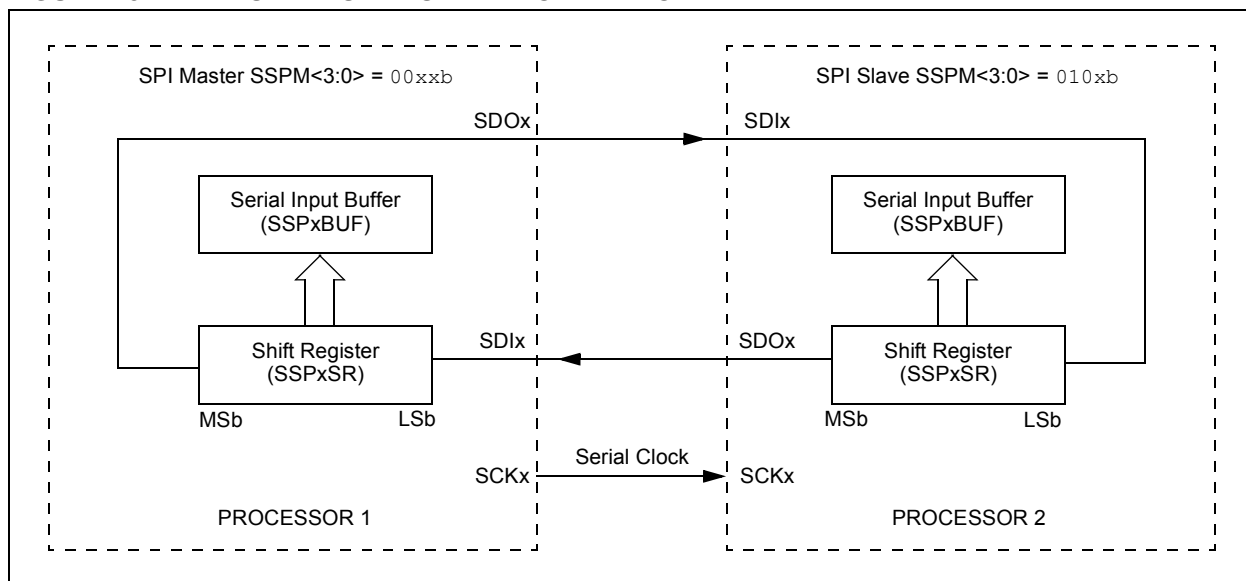 SPI Master SSPM<3:0> = 00xxb
SDOx
Serial Input Buffer
(SSPxBUF)
Shift Register
(SSPxSR)
MSb
LSb
SDIx
SCKx
PROCESSOR 1
Serial Clock
SPI Slave SSPM<3:0> = 010xb
SDIx
Serial Input Buffer
(SSPxBUF)
SDOx
Shift Register
(SSPxSR)
MSb
LSb
SCKx
PROCESSOR 2